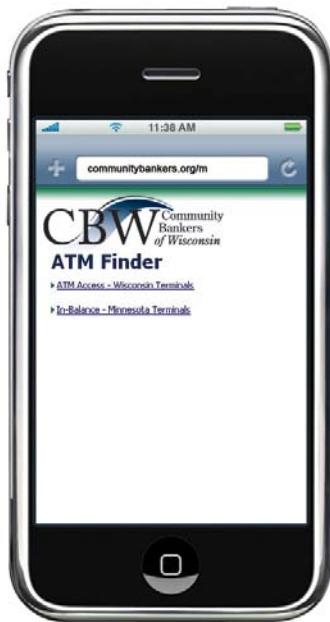 11:38 AM
communitybankers.org/m
CBW Community
Bankers
of Wisconsin
ATM Finder
ATM Access - Wisconsin Terminals
In-Balance - Minnesota Terminals